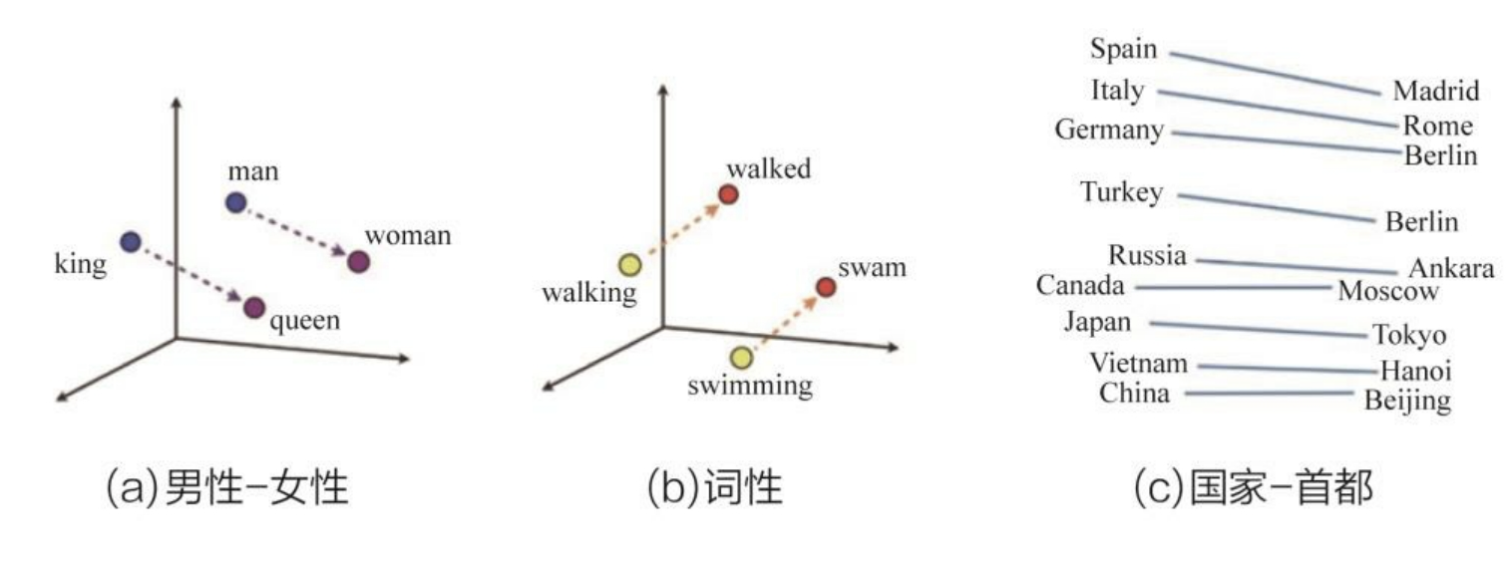 man
woman
king
queen
(a)男性-女性
walked
walking
swam
swimming
(b)词性
Spain Madrid
Italy Rome
Germany Berlin
Turkey Berlin
Russia Ankara
Canada Moscow
Japan Tokyo
Vietnam Hanoi
China Beijing
(c)国家-首都